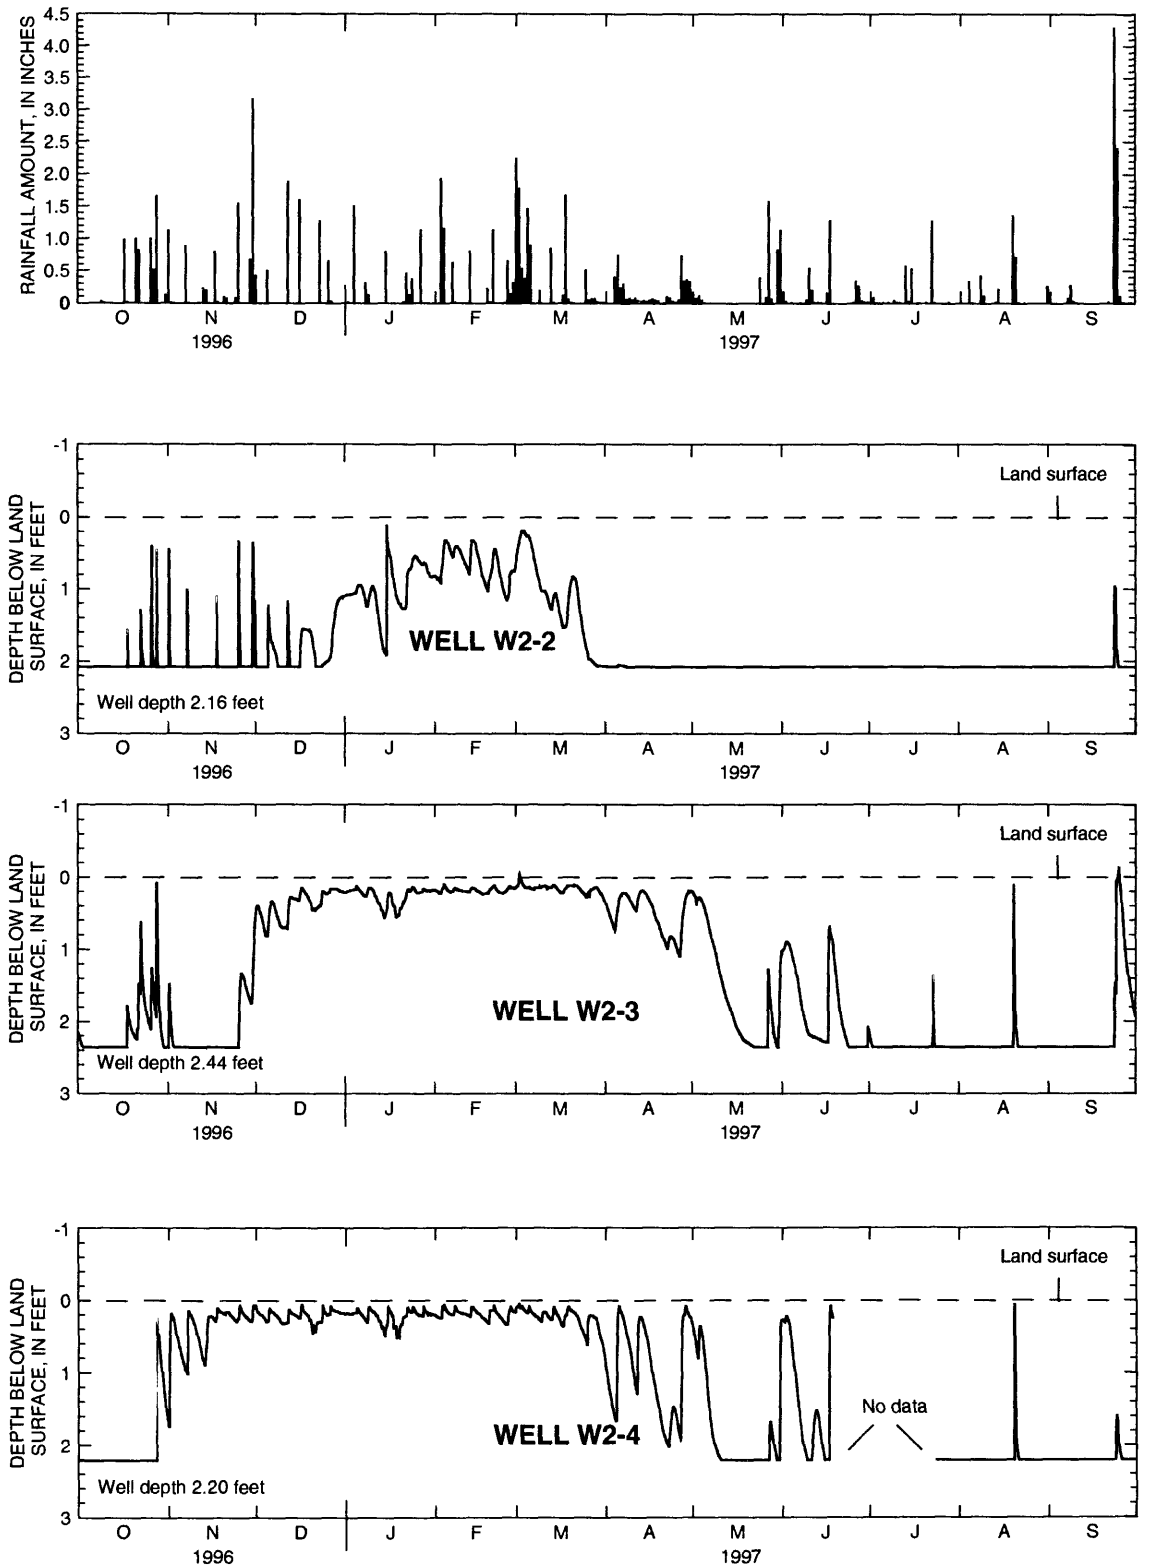 RAINFALL AMOUNT, IN INCHES
4.5
4.0
3.5
3.0
2.5
2.0
1.5
1.0
0.5
0
O N D J F M A M J J A S
1996 1997
DEPTH BELOW LAND
SURFACE, IN FEET
-1
0
1
2
3
Land surface
WELL W2-2
Well depth 2.16 feet
O N D J F M A M J J A S
1996 1997
DEPTH BELOW LAND
SURFACE, IN FEET
-1
0
1
2
3
Land surface
WELL W2-3
Well depth 2.44 feet
O N D J F M A M J J A S
1996 1997
DEPTH BELOW LAND
SURFACE, IN FEET
-1
0
1
2
3
Land surface
No data
WELL W2-4
Well depth 2.20 feet
O N D J F M A M J J A S
1996 1997